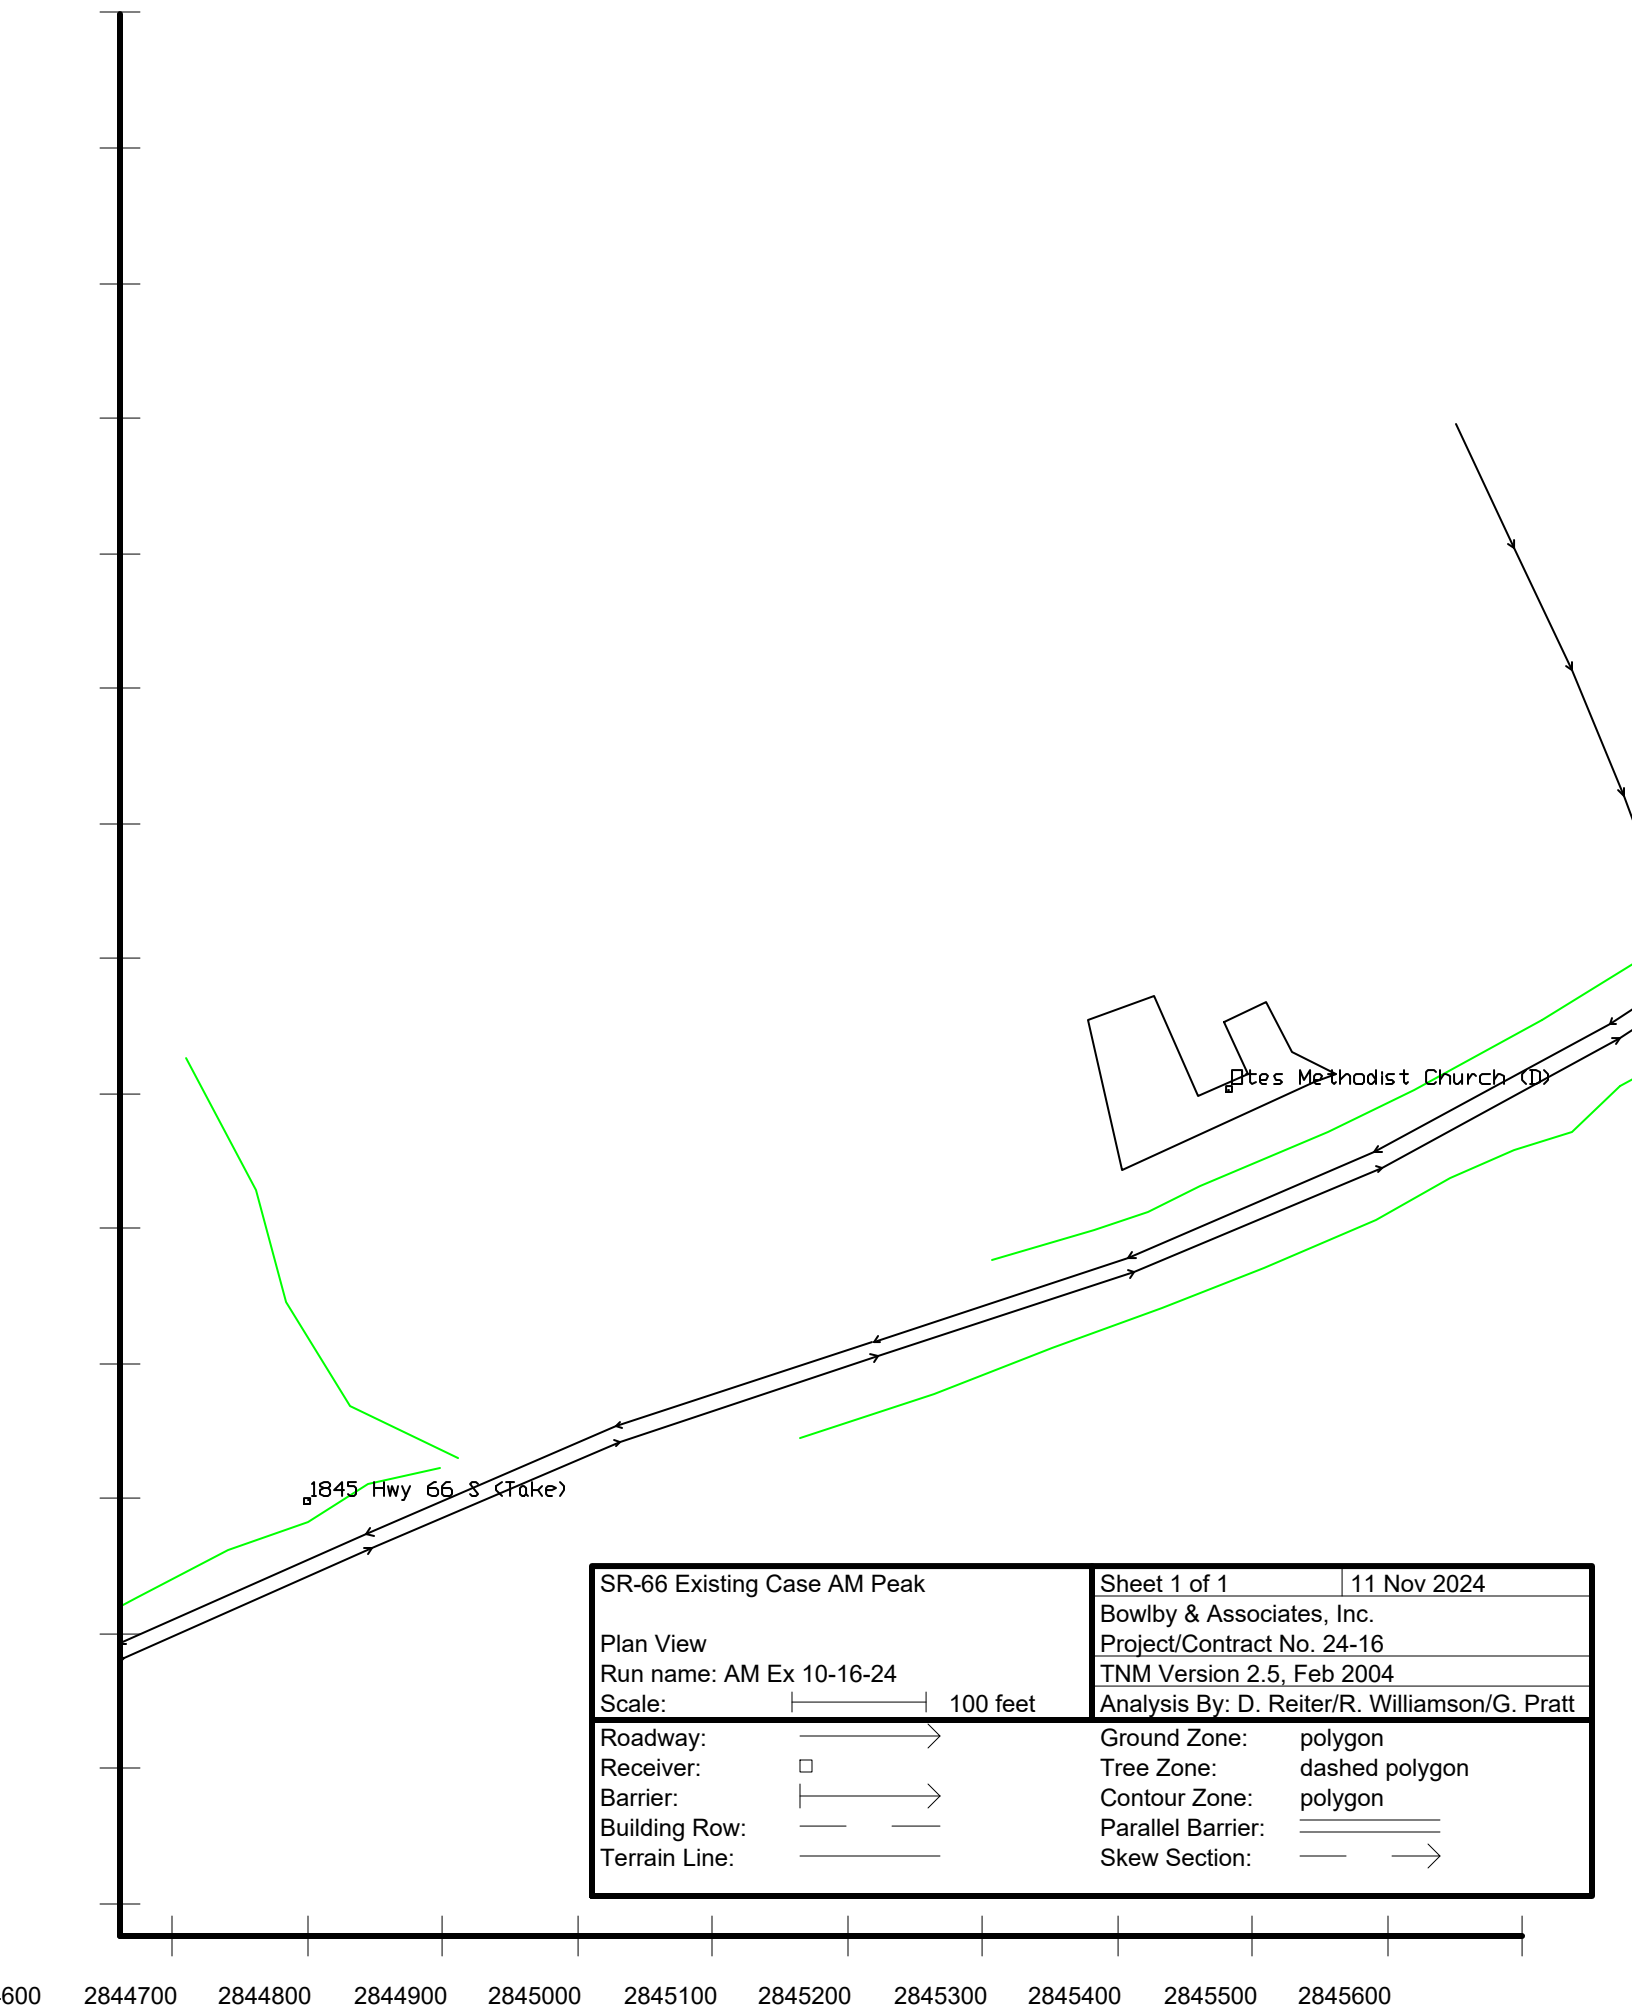 Otes Methodist Church (D)
1845 Hwy 66 S (Take)
SR-66 Existing Case AM Peak
Sheet 1 of 1
11 Nov 2024
Bowlby & Associates, Inc.
Plan View
Project/Contract No. 24-16
Run name: AM Ex 10-16-24
TNM Version 2.5, Feb 2004
Scale:
100 feet
Analysis By: D. Reiter/R. Williamson/G. Pratt
Roadway:
Ground Zone:
polygon
Receiver:
Tree Zone:
dashed polygon
Barrier:
Contour Zone:
polygon
Building Row:
Parallel Barrier:
Terrain Line:
Skew Section:
600
2844700
2844800
2844900
2845000
2845100
2845200
2845300
2845400
2845500
2845600